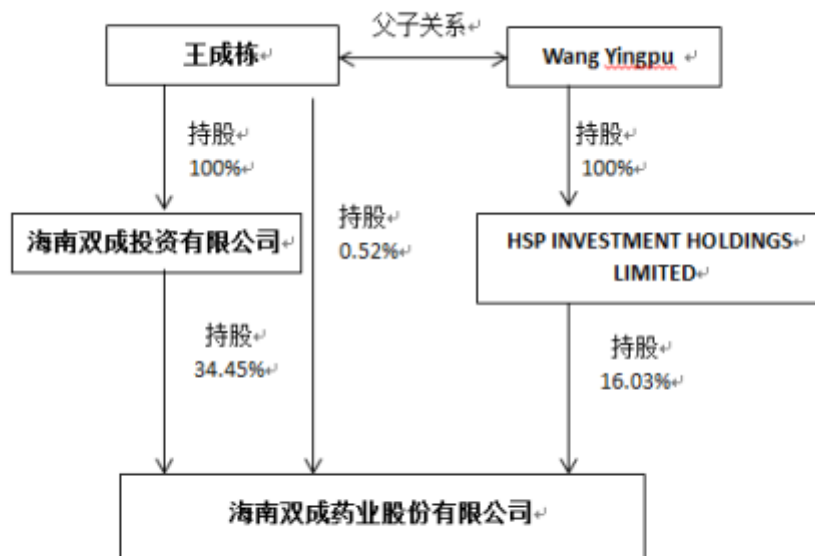 父子关系
王成栋
Wang Yingpu
持股
100%
持股
100%
持股
0.52%
海南双成投资有限公司
HSP INVESTMENT HOLDINGS
LIMITED
持股
34.45%
持股
16.03%
海南双成药业股份有限公司